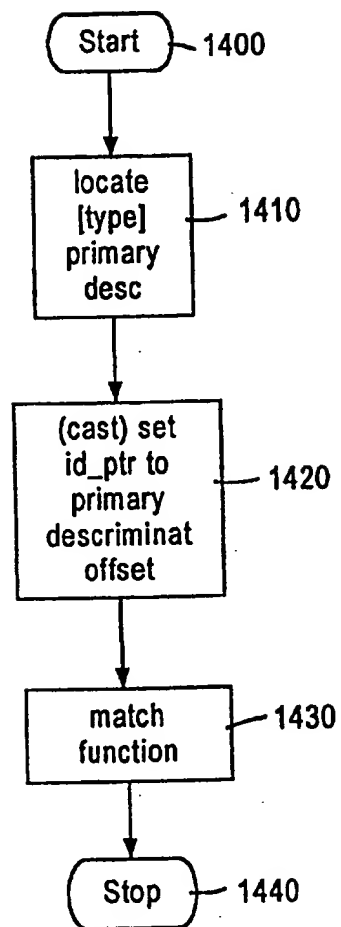 Start
1400
locate
[type]
primary
desc
1410
(cast) set
id_ptr to
primary
descriminat
offset
1420
match
function
1430
Stop
1440